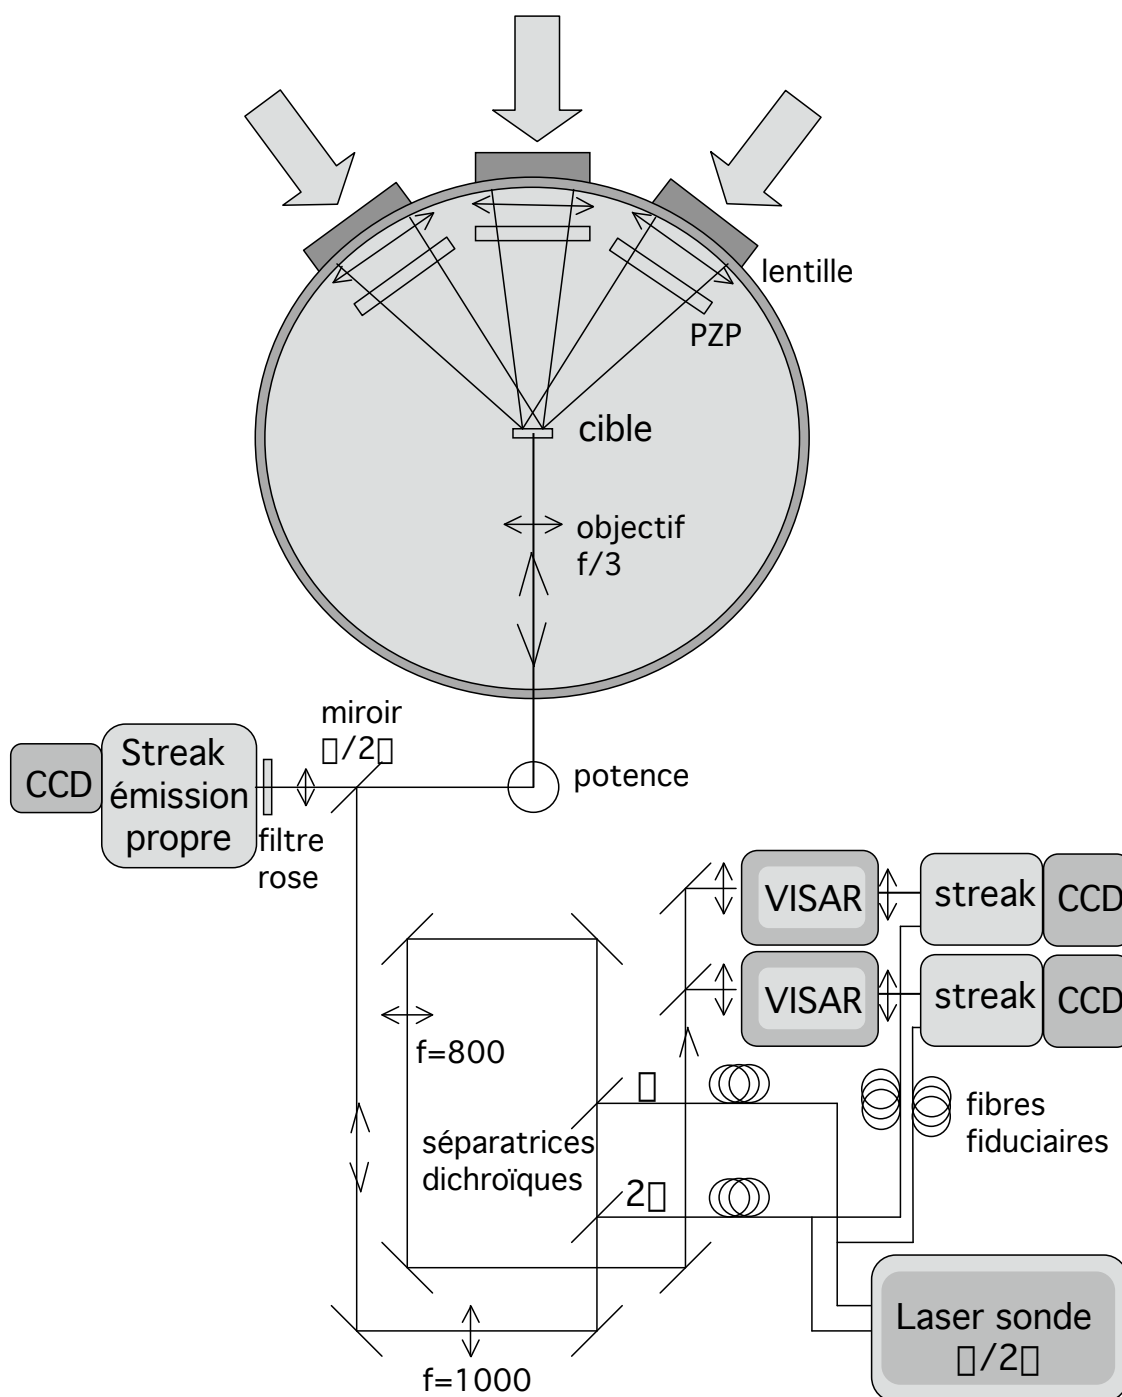 lentille
PZP
cible
objectif
f/3
miroir
▯/2▯
potence
CCD
Streak
émission
propre
filtre
rose
VISAR
streak
CCD
VISAR
streak
CCD
f=800
▯
fibres
fiduciaires
séparatrices
dichroïques
2▯
Laser sonde
▯/2▯
f=1000